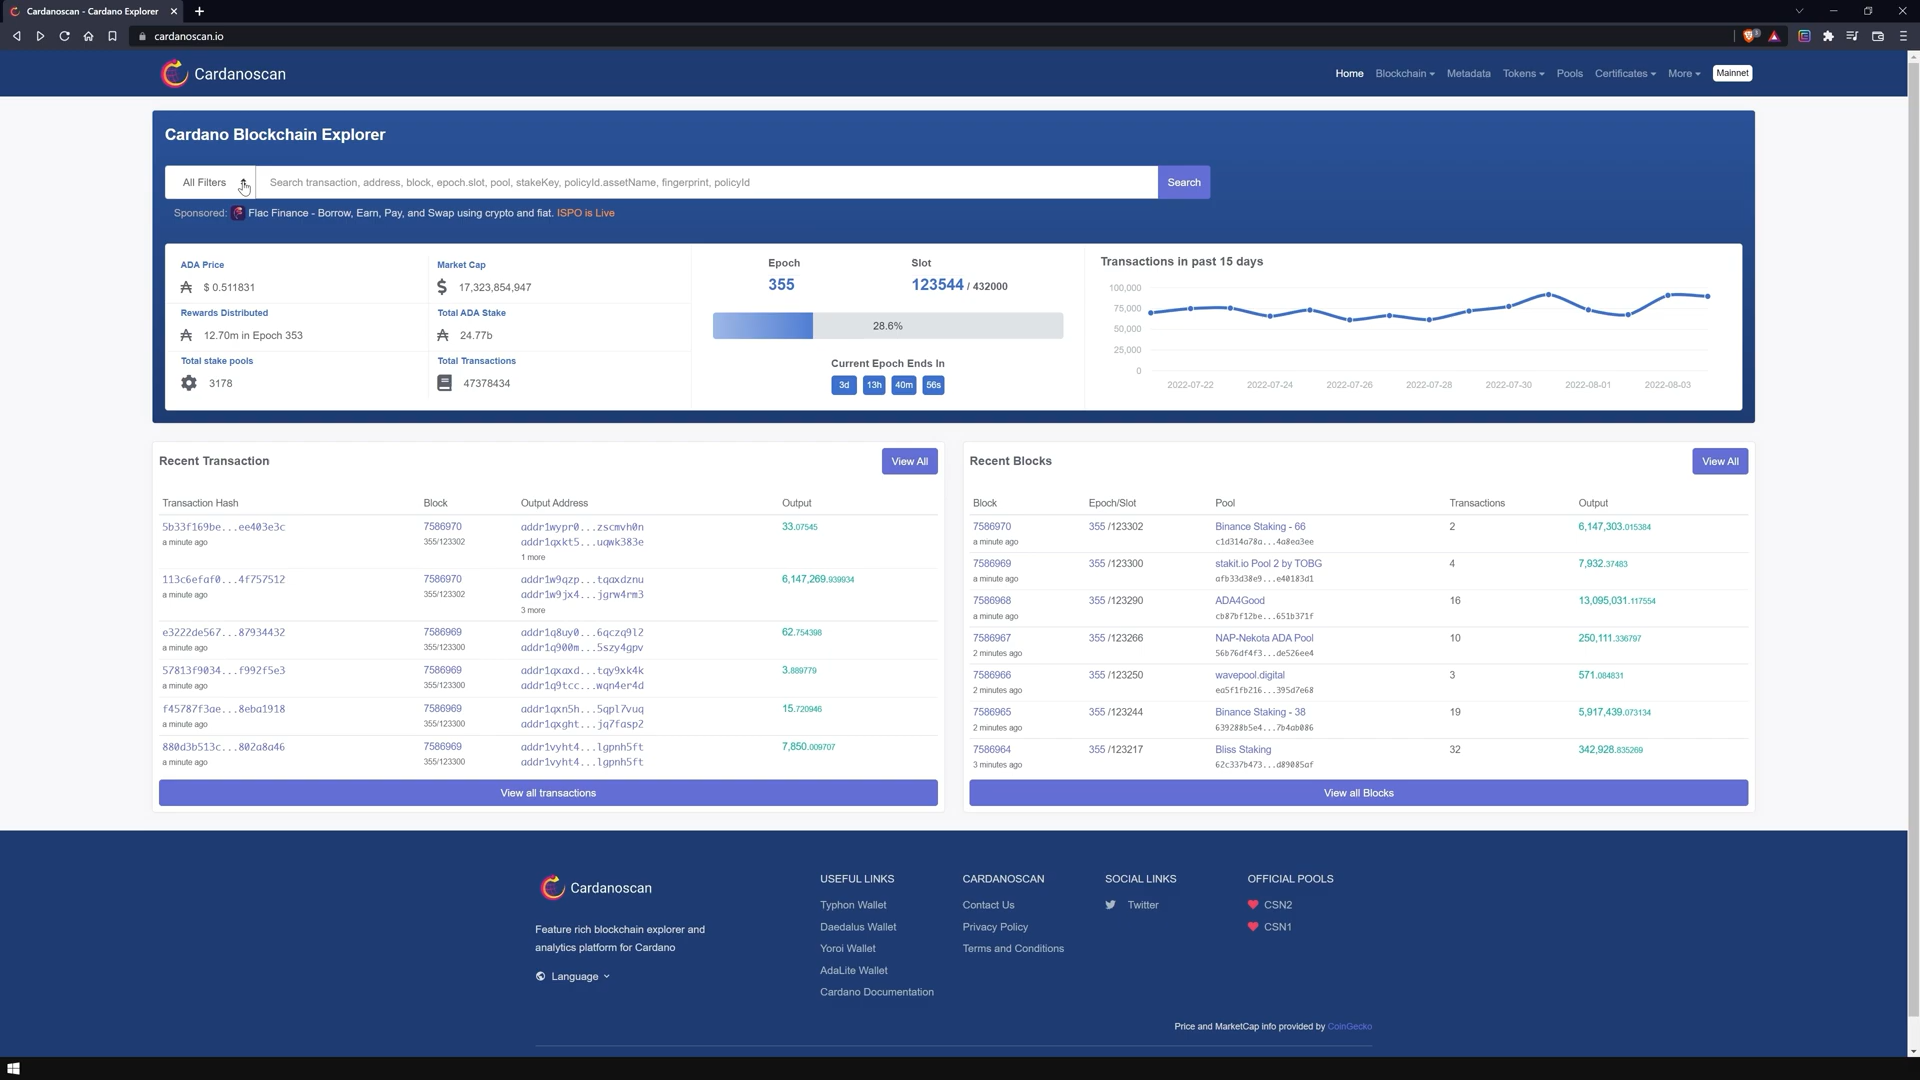 Cardanoscan - Cardano Explorer
cardanoscan.io
Cardanoscan
Home Blockchain Metadata Tokens Pools Certificates More Mainnet
Cardano Blockchain Explorer
All Filters Search transaction, address, block, epoch.slot, pool, stakeKey, policyId.assetName, fingerprint, policyId Search
Sponsored: Flac Finance - Borrow, Earn, Pay, and Swap using crypto and fiat. ISPO is Live
ADA Price
$ 0.511831
Market Cap
17,323,854,947
Rewards Distributed
12.70m in Epoch 353
Total ADA Stake
24.77b
Total stake pools
3178
Total Transactions
47378434
Epoch
355
Slot
123544 / 432000
28.6%
Current Epoch Ends In
3d 13h 40m 56s
Transactions in past 15 days
100,000
75,000
50,000
25,000
0
2022-07-22 2022-07-24 2022-07-26 2022-07-28 2022-07-30 2022-08-01 2022-08-03
Recent Transaction View All
Transaction Hash Block Output Address Output
5b33f169be...ee403e3c 7586970 addr1wypr0...zscmvh0n 33.07545
a minute ago 355/123302 addr1qxkt5...uqwk383e
1 more
113c6efaf0...4f757512 7586970 addr1w9qzp...tqaxdznu 6,147,269.939934
a minute ago 355/123302 addr1w9jx4...jgrw4rm3
3 more
e3222de567...87934432 7586969 addr1q8uy0...6qczq9l2 62.754398
a minute ago 355/123300 addr1q900m...5szy4gpv
57813f9034...f992f5e3 7586969 addr1qxaxd...tqy9xk4k 3.889779
a minute ago 355/123300 addr1q9tcc...wqn4er4d
f45787f3ae...8eba1918 7586969 addr1qxn5h...5qpl7vuq 15.720946
a minute ago 355/123300 addr1qxght...jq7fasp2
880d3b513c...802a8a46 7586969 addr1vyht4...lgpnh5ft 7,850.009707
a minute ago 355/123300 addr1vyht4...lgpnh5ft
View all transactions
Recent Blocks View All
Block Epoch/Slot Pool Transactions Output
7586970 355 /123302 Binance Staking - 66 2 6,147,303.015384
a minute ago c1d314a78a...4a8ea3ee
7586969 355 /123300 stakit.io Pool 2 by TOBG 4 7,932.37483
a minute ago afb33d38e9...e40183d1
7586968 355 /123290 ADA4Good 16 13,095,031.117554
a minute ago cb87bf12be...651b371f
7586967 355 /123266 NAP-Nekota ADA Pool 10 250,111.336797
2 minutes ago 56b76df4f3...de526ee4
7586966 355 /123250 wavepool.digital 3 571.084831
2 minutes ago ea5f1fb216...395d7e68
7586965 355 /123244 Binance Staking - 38 19 5,917,439.073134
2 minutes ago 639288b5e4...7b4ab086
7586964 355 /123217 Bliss Staking 32 342,928.835269
3 minutes ago 62c337b473...d89085af
View all Blocks
Cardanoscan
Feature rich blockchain explorer and
analytics platform for Cardano
Language
USEFUL LINKS
Typhon Wallet
Daedalus Wallet
Yoroi Wallet
AdaLite Wallet
Cardano Documentation
CARDANOSCAN
Contact Us
Privacy Policy
Terms and Conditions
SOCIAL LINKS
Twitter
OFFICIAL POOLS
CSN2
CSN1
Price and MarketCap info provided by CoinGecko